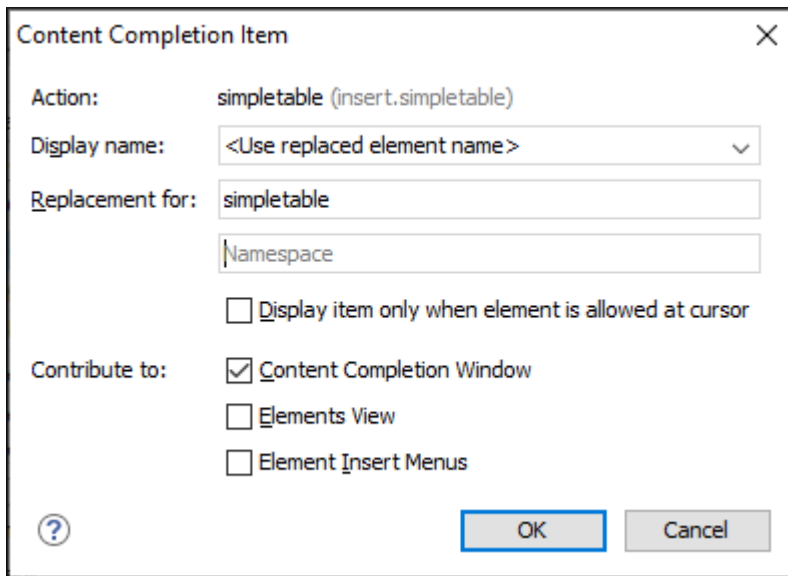 Content Completion Item
Action: simpletable (insert.simpletable)
Display name: <Use replaced element name>
Replacement for: simpletable
Namespace
Display item only when element is allowed at cursor
Contribute to: Content Completion Window
Elements View
Element Insert Menus
? OK Cancel